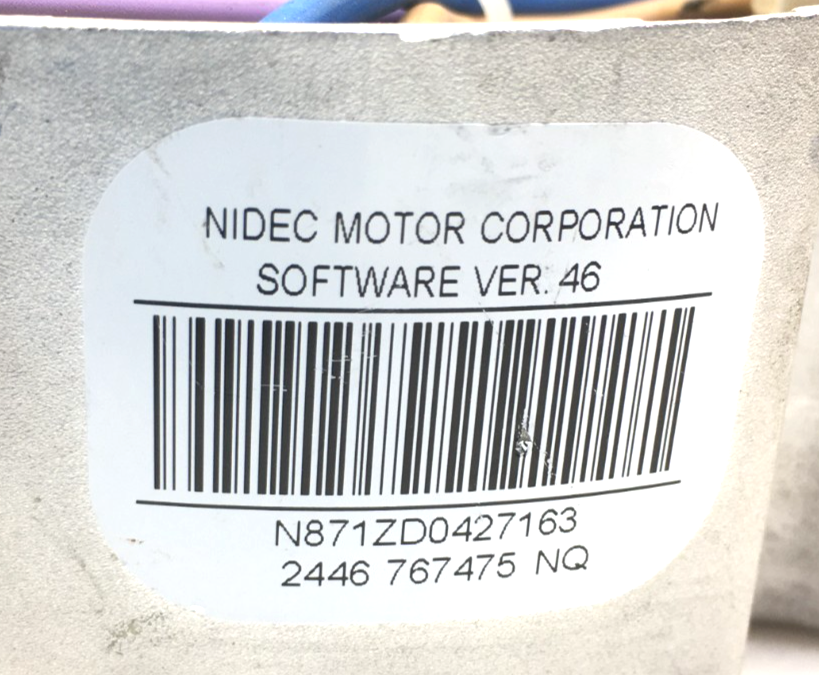 NIDEC MOTOR CORPORATION
SOFTWARE VER. 46
N871ZD0427163
2446 767475 NQ